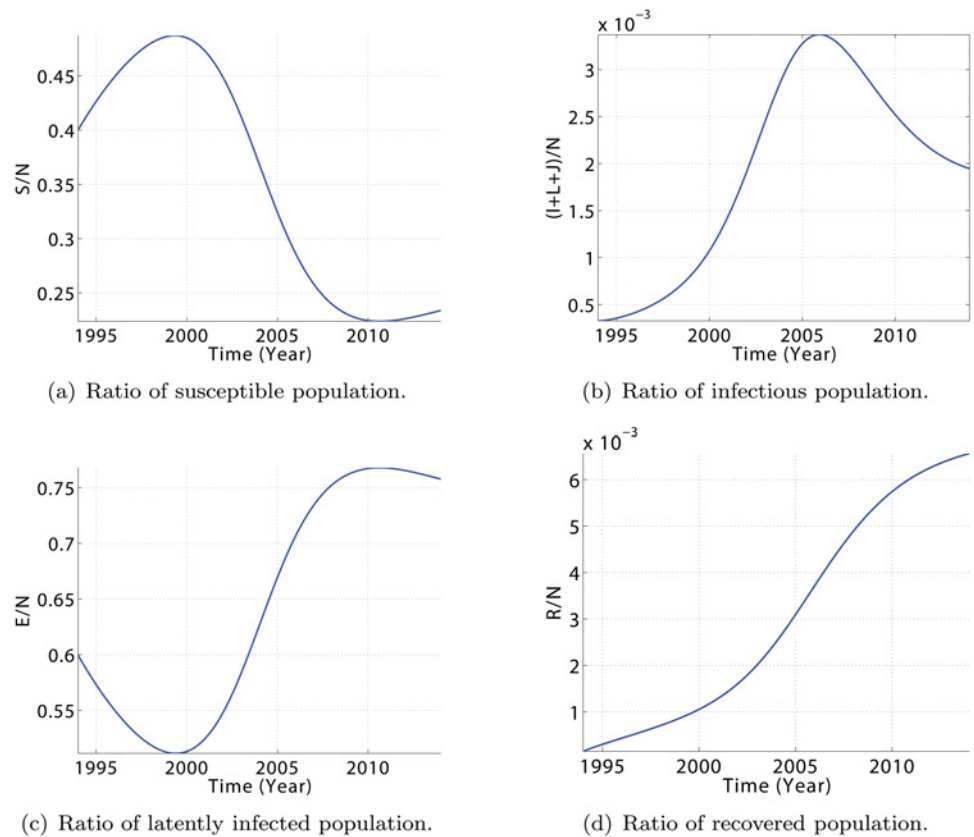 0.45
0.4
0.35
0.3
0.25
S/N
1995 2000 2005 2010
Time (Year)
(a) Ratio of susceptible population.
x 10⁻³
3
2.5
2
1.5
1
0.5
(I+L+J)/N
1995 2000 2005 2010
Time (Year)
(b) Ratio of infectious population.
0.75
0.7
0.65
0.6
0.55
E/N
1995 2000 2005 2010
Time (Year)
(c) Ratio of latently infected population.
x 10⁻³
6
5
4
3
2
1
R/N
1995 2000 2005 2010
Time (Year)
(d) Ratio of recovered population.